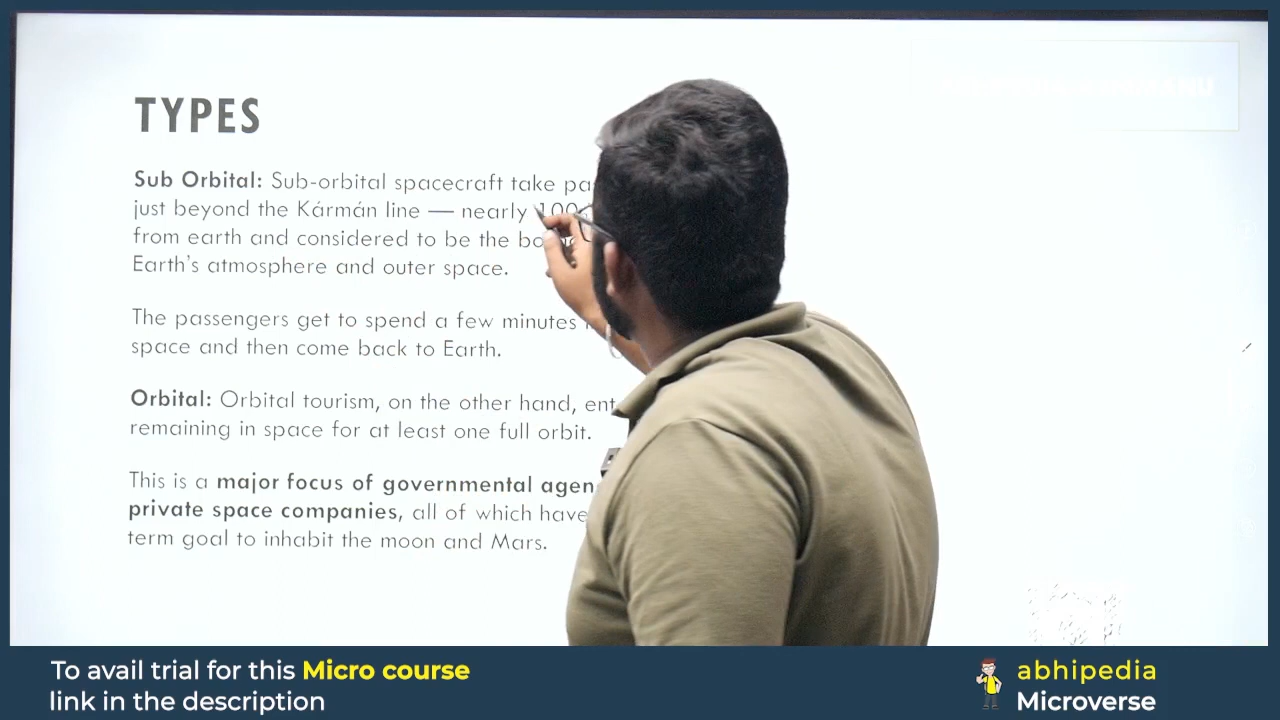 TYPES
Sub Orbital: Sub-orbital spacecraft take
just beyond the Kármán line — nearly 100
from earth and considered to be the
Earth's atmosphere and outer space.
The passengers get to spend a few minutes
space and then come back to Earth.
Orbital: Orbital tourism, on the other hand,
remaining in space for at least one full orbit.
This is a major focus of governmental
private space companies, all of which have
term goal to inhabit the moon and Mars.
To avail trial for this Micro course
link in the description
abhipedia
Microverse